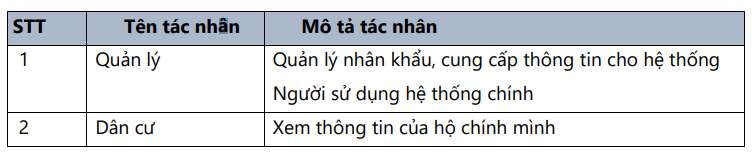 STT Tên tác nhân Mô tả tác nhân
1 Quản lý Quản lý nhân khẩu, cung cấp thông tin cho hệ thống
Người sử dụng hệ thống chính
2 Dân cư Xem thông tin của hộ chính mình